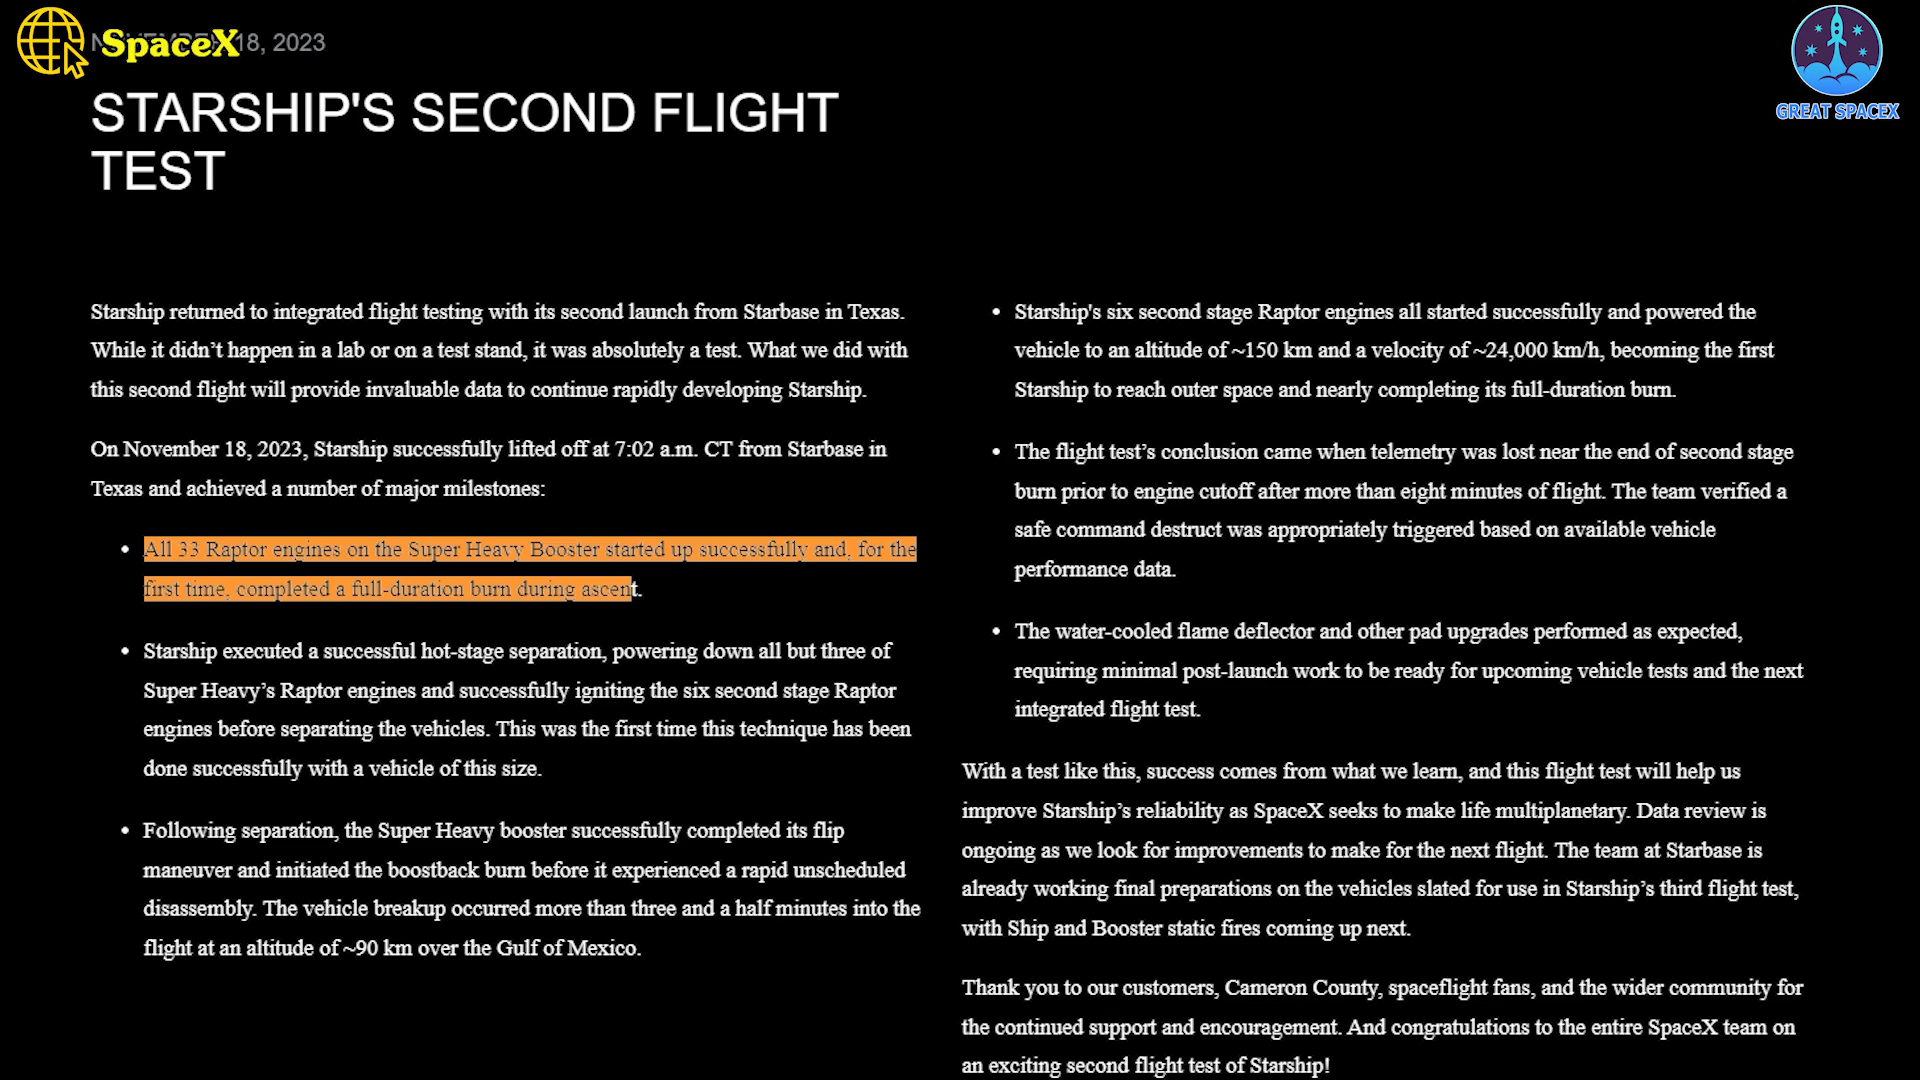 SpaceX
NOVEMBER 18, 2023
GREAT SPACEX
STARSHIP'S SECOND FLIGHT
TEST
Starship returned to integrated flight testing with its second launch from Starbase in Texas.
While it didn’t happen in a lab or on a test stand, it was absolutely a test. What we did with
this second flight will provide invaluable data to continue rapidly developing Starship.
On November 18, 2023, Starship successfully lifted off at 7:02 a.m. CT from Starbase in
Texas and achieved a number of major milestones:
• All 33 Raptor engines on the Super Heavy Booster started up successfully and, for the
first time, completed a full-duration burn during ascent.
• Starship executed a successful hot-stage separation, powering down all but three of
Super Heavy’s Raptor engines and successfully igniting the six second stage Raptor
engines before separating the vehicles. This was the first time this technique has been
done successfully with a vehicle of this size.
• Following separation, the Super Heavy booster successfully completed its flip
maneuver and initiated the boostback burn before it experienced a rapid unscheduled
disassembly. The vehicle breakup occurred more than three and a half minutes into the
flight at an altitude of ~90 km over the Gulf of Mexico.
• Starship's six second stage Raptor engines all started successfully and powered the
vehicle to an altitude of ~150 km and a velocity of ~24,000 km/h, becoming the first
Starship to reach outer space and nearly completing its full-duration burn.
• The flight test’s conclusion came when telemetry was lost near the end of second stage
burn prior to engine cutoff after more than eight minutes of flight. The team verified a
safe command destruct was appropriately triggered based on available vehicle
performance data.
• The water-cooled flame deflector and other pad upgrades performed as expected,
requiring minimal post-launch work to be ready for upcoming vehicle tests and the next
integrated flight test.
With a test like this, success comes from what we learn, and this flight test will help us
improve Starship’s reliability as SpaceX seeks to make life multiplanetary. Data review is
ongoing as we look for improvements to make for the next flight. The team at Starbase is
already working final preparations on the vehicles slated for use in Starship’s third flight test,
with Ship and Booster static fires coming up next.
Thank you to our customers, Cameron County, spaceflight fans, and the wider community for
the continued support and encouragement. And congratulations to the entire SpaceX team on
an exciting second flight test of Starship!